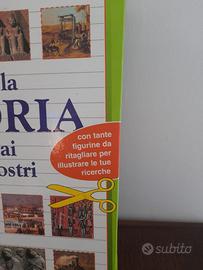 la
ORIA
ai
ostri
con tante
figurine da
ritagliare per
illustrare le tue
ricerche
subito